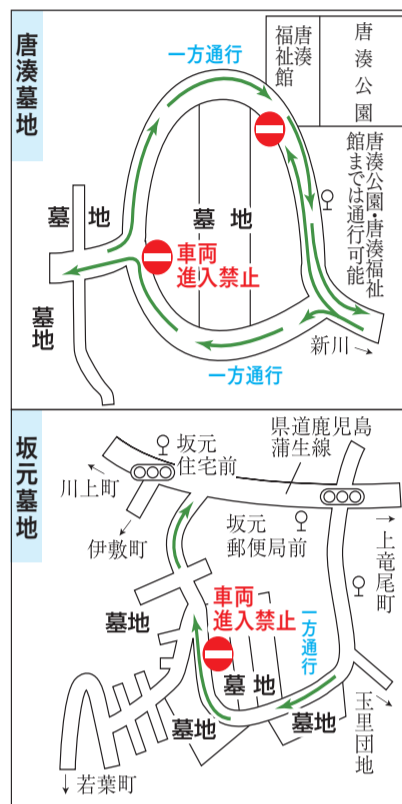 唐湊墓地
一方通行
唐湊
福祉館
唐湊公園
唐湊公園・唐湊福祉
館までは通行可能
墓地
墓地
車両
進入禁止
墓地
一方通行
新川→
坂元墓地
坂元
住宅前
県道鹿児島
蒲生線
川上町
伊敷町
坂元
郵便局前
→上竜尾町
車両
進入禁止
一方通行
墓地
墓地
墓地
墓地
玉里団地
↓若葉町